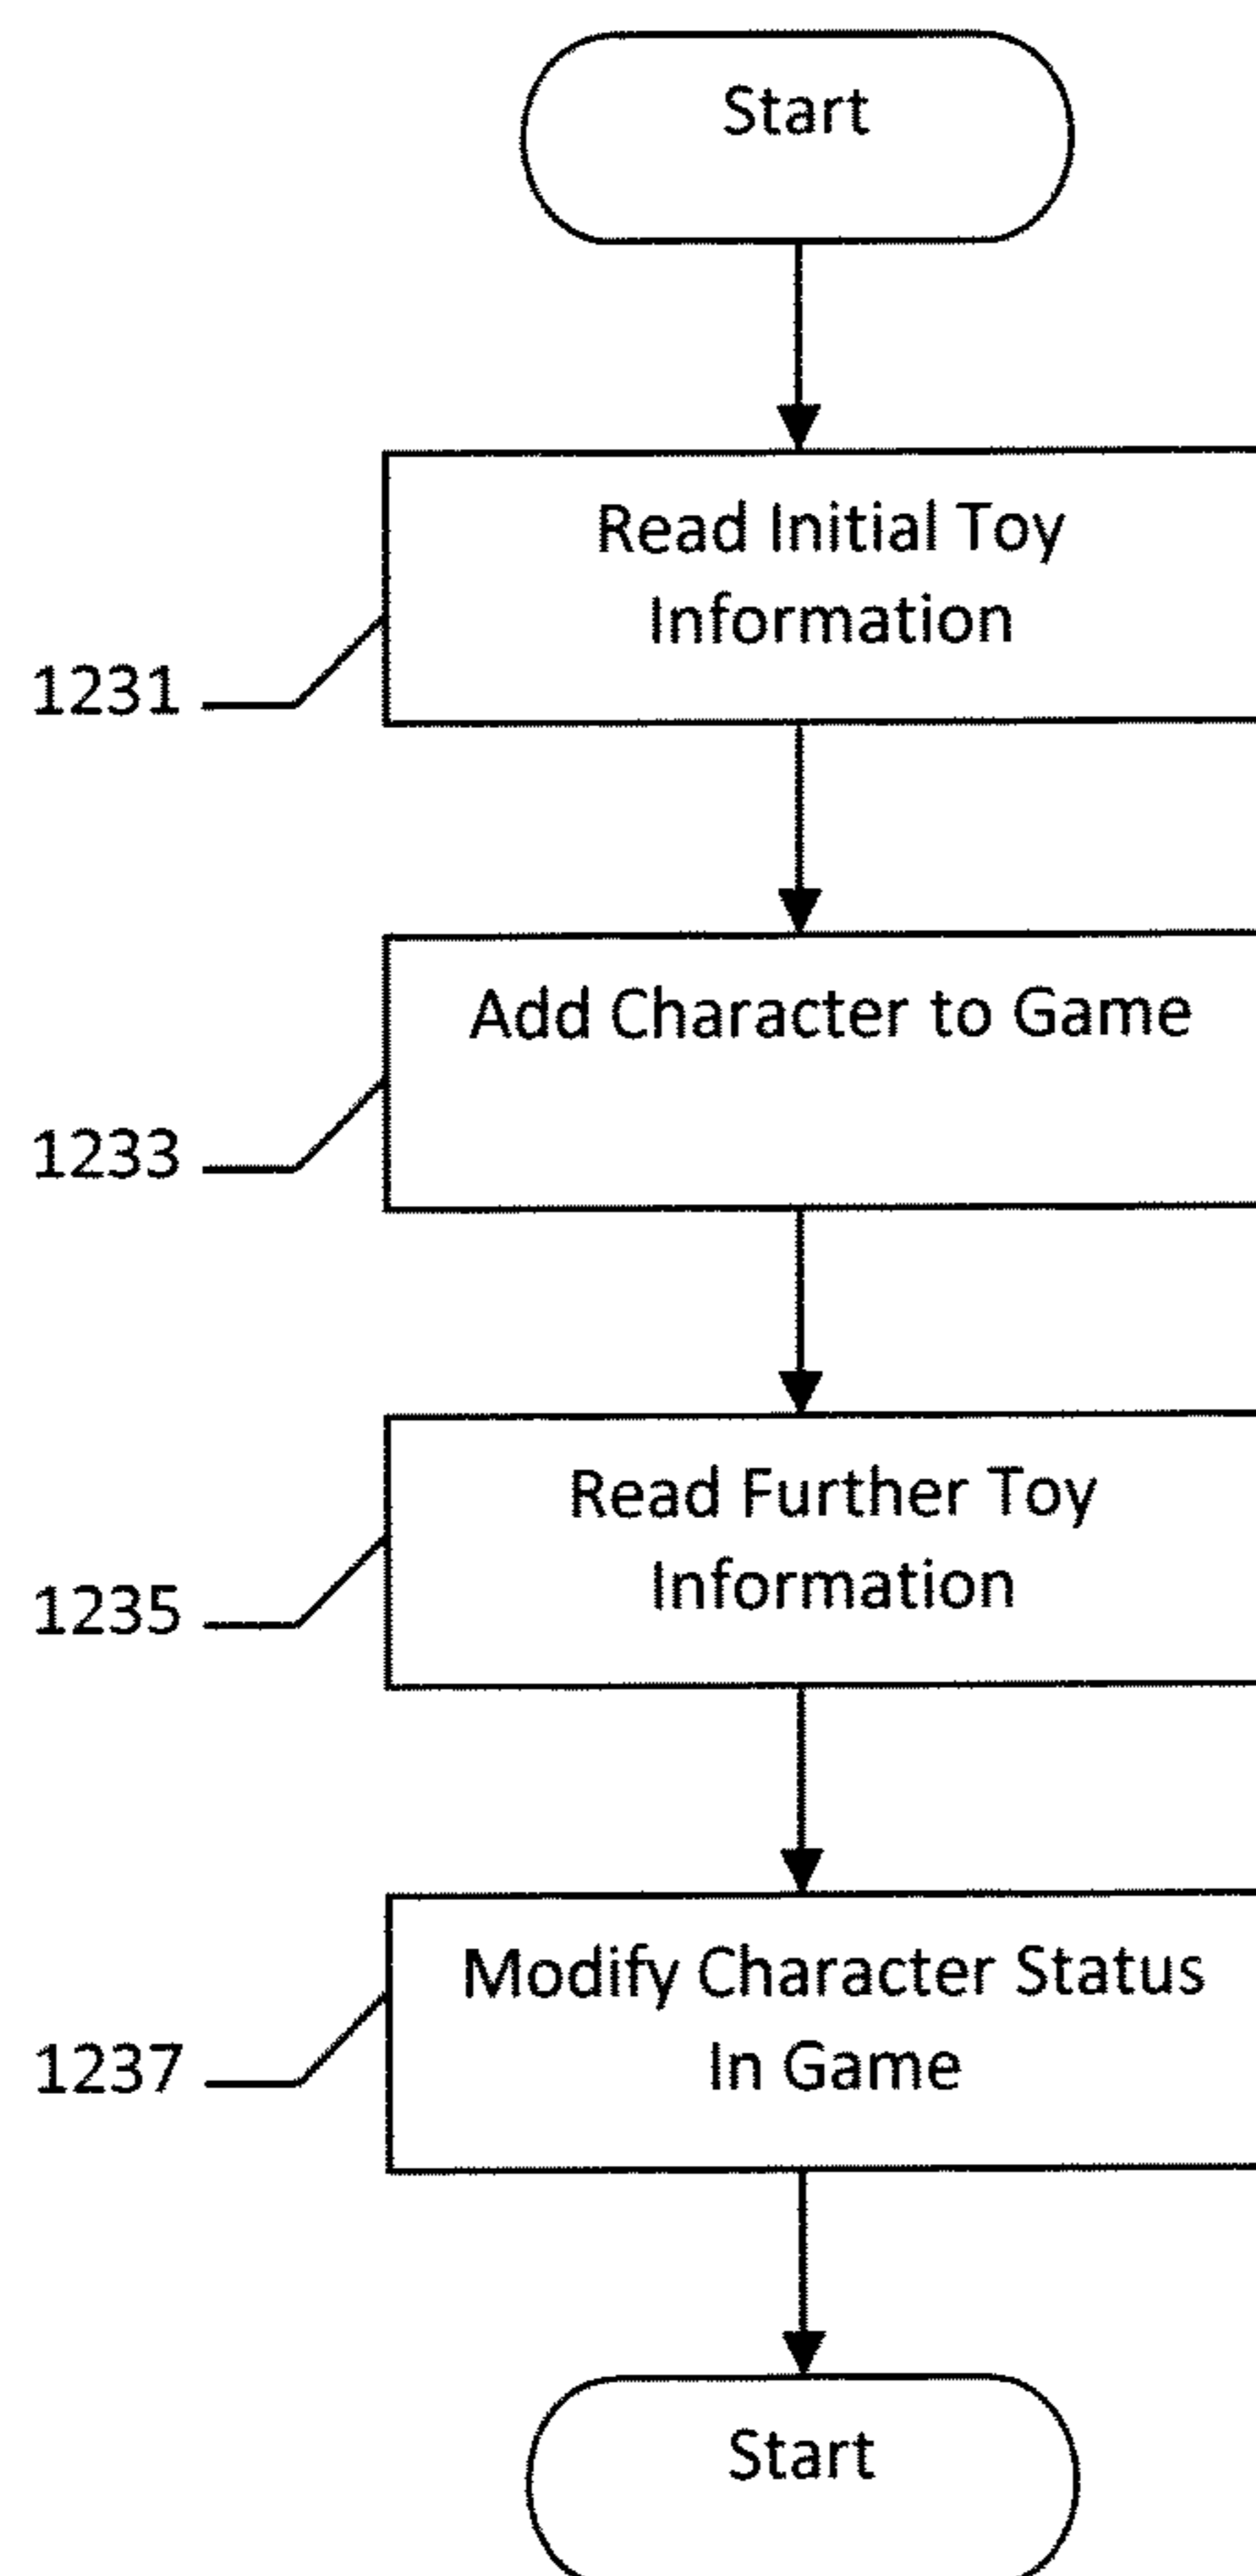 Start
Read Initial Toy
Information
1231
Add Character to Game
1233
Read Further Toy
Information
1235
Modify Character Status
In Game
1237
Start